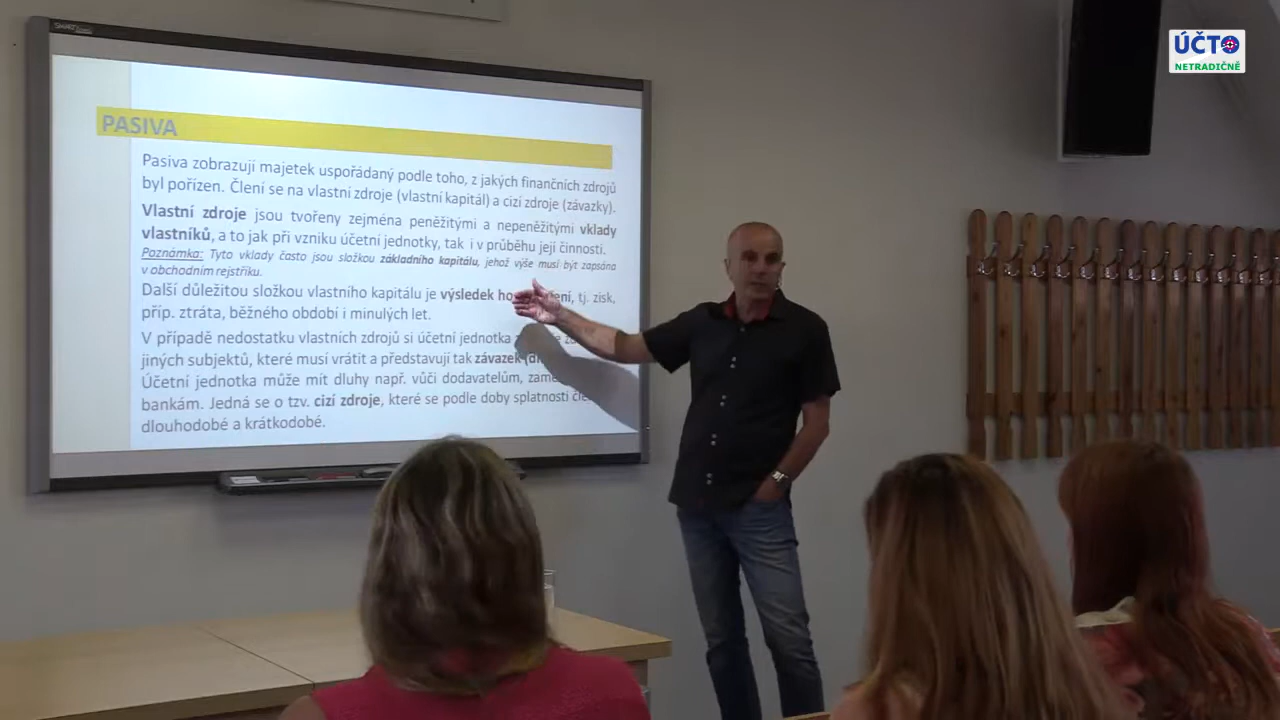 ÚČTO
NETRADIČNĚ
SMART
PASIVA
Pasiva zobrazují majetek uspořádaný podle toho, z jakých finančních zdrojů
byl pořízen. Člení se na vlastní zdroje (vlastní kapitál) a cizí zdroje (závazky).
Vlastní zdroje jsou tvořeny zejména peněžitými a nepeněžitými vklady
vlastníků, a to jak při vzniku účetní jednotky, tak i v průběhu její činnosti.
Poznámka: Tyto vklady často jsou složkou základního kapitálu, jehož výše musí být zapsána
v obchodním rejstříku.
Další důležitou složkou vlastního kapitálu je výsledek tj. zisk,
příp. ztráta, běžného období i minulých let.
V případě nedostatku vlastních zdrojů si účetní jednotka
jiných subjektů, které musí vrátit a představují tak závazek
Účetní jednotka může mít dluhy např. vůči dodavatelům,
bankám. Jedná se o tzv. cizí zdroje, které se podle doby splatnosti
dlouhodobé a krátkodobé.